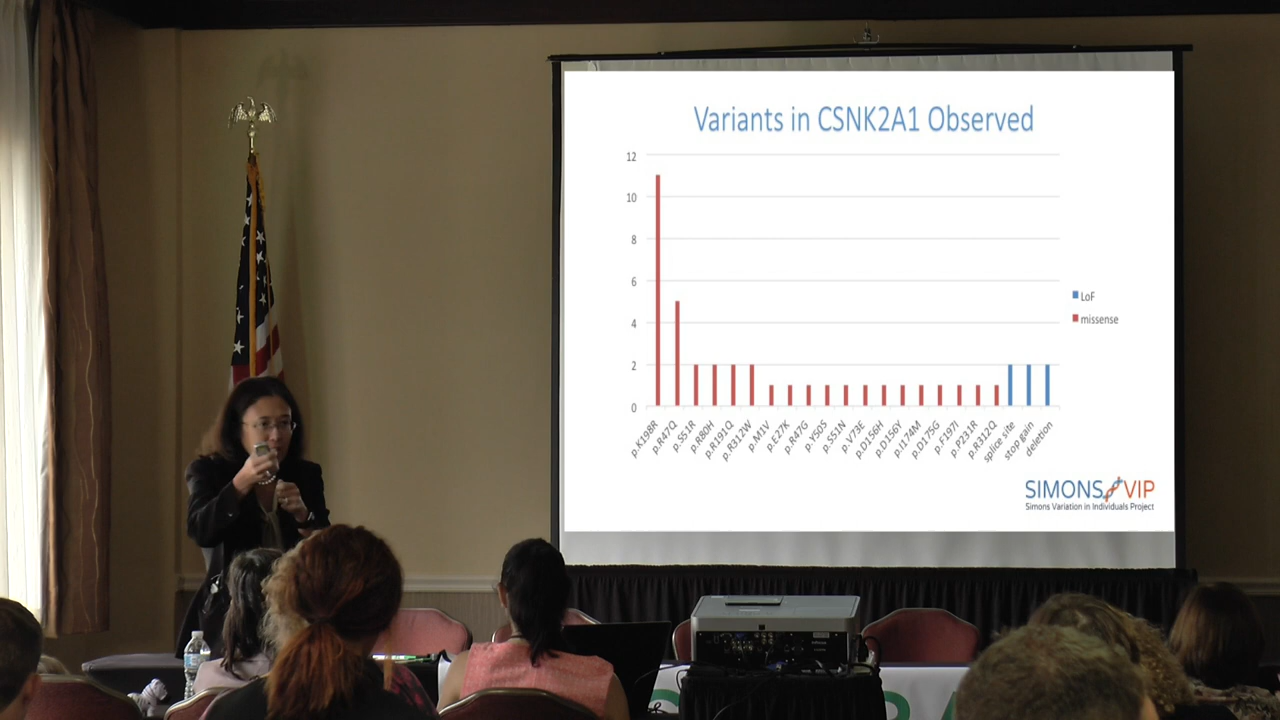 Variants in CSNK2A1 Observed
12
10
8
6
4
2
0
p.K198R
p.R47Q
p.S51R
p.R80H
p.R191Q
p.R312W
p.M1V
p.E27K
p.R47G
p.Y50S
p.S51N
p.V73E
p.D156H
p.D156Y
p.I174M
p.D175G
p.F197I
p.P231R
p.R312Q
splice site
stop gain
deletion
LoF
missense
SIMONS VIP
Simons Variation in Individuals Project